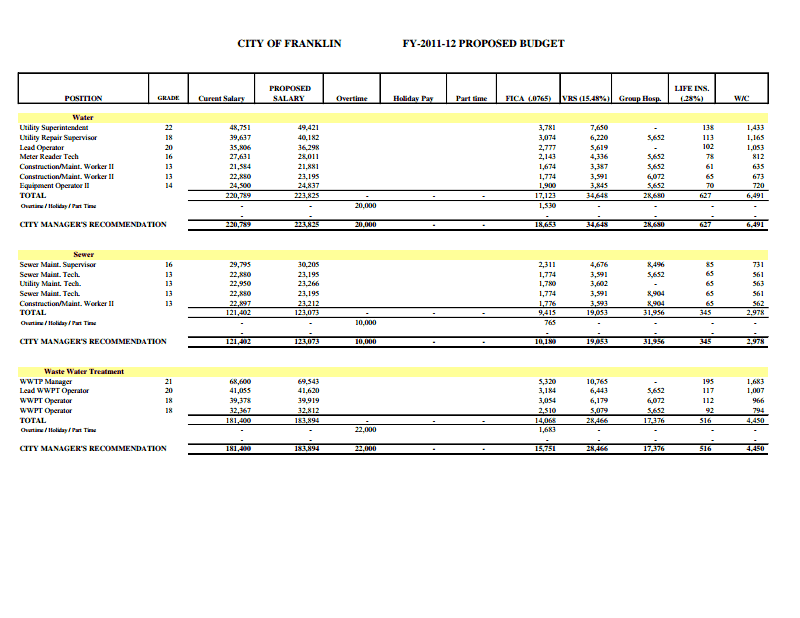 CITY OF FRANKLIN FY-2011-12 PROPOSED BUDGET
POSITION GRADE Curent Salary PROPOSED SALARY Overtime Holiday Pay Part time FICA (.0765) VRS (15.48%) Group Hosp. LIFE INS. (.28%) W/C
Water
Utility Superintendent 22 48,751 49,421 3,781 7,650 - 138 1,433
Utility Repair Supervisor 18 39,637 40,182 3,074 6,220 5,652 113 1,165
Lead Operator 20 35,806 36,298 2,777 5,619 - 102 1,053
Meter Reader Tech 16 27,631 28,011 2,143 4,336 5,652 78 812
Construction/Maint. Worker II 13 21,584 21,881 1,674 3,387 5,652 61 635
Construction/Maint. Worker II 13 22,880 23,195 1,774 3,591 6,072 65 673
Equipment Operator II 14 24,500 24,837 1,900 3,845 5,652 70 720
TOTAL 220,789 223,825 - - - 17,123 34,648 28,680 627 6,491
Overtime / Holiday / Part Time - - 20,000 1,530 - - - -
- - - - - -
CITY MANAGER'S RECOMMENDATION 220,789 223,825 20,000 - - 18,653 34,648 28,680 627 6,491
Sewer
Sewer Maint. Supervisor 16 29,795 30,205 2,311 4,676 8,496 85 731
Sewer Maint. Tech. 13 22,880 23,195 1,774 3,591 5,652 65 561
Utility Maint. Tech. 13 22,950 23,266 1,780 3,602 - 65 563
Sewer Maint. Tech. 13 22,880 23,195 1,774 3,591 8,904 65 561
Construction/Maint. Worker II 13 22,897 23,212 1,776 3,593 8,904 65 562
TOTAL 121,402 123,073 - - - 9,415 19,053 31,956 345 2,978
Overtime / Holiday / Part Time - - 10,000 765 - - - -
- - - - - -
CITY MANAGER'S RECOMMENDATION 121,402 123,073 10,000 - - 10,180 19,053 31,956 345 2,978
Waste Water Treatment
WWTP Manager 21 68,600 69,543 5,320 10,765 - 195 1,683
Lead WWPT Operator 20 41,055 41,620 3,184 6,443 5,652 117 1,007
WWPT Operator 18 39,378 39,919 3,054 6,179 6,072 112 966
WWPT Operator 18 32,367 32,812 2,510 5,079 5,652 92 794
TOTAL 181,400 183,894 - - - 14,068 28,466 17,376 516 4,450
Overtime / Holiday / Part Time - - 22,000 1,683 - - - -
- - - - - -
CITY MANAGER'S RECOMMENDATION 181,400 183,894 22,000 - - 15,751 28,466 17,376 516 4,450